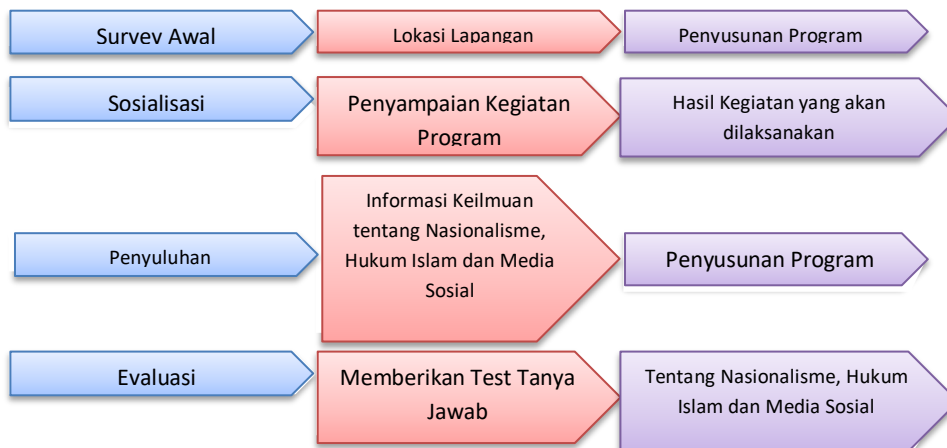 Survey Awal
Lokasi Lapangan
Penyusunan Program
Sosialisasi
Penyampaian Kegiatan
Program
Hasil Kegiatan yang akan
dilaksanakan
Penyuluhan
Informasi Keilmuan
tentang Nasionalisme,
Hukum Islam dan Media
Sosial
Penyusunan Program
Evaluasi
Memberikan Test Tanya
Jawab
Tentang Nasionalisme, Hukum
Islam dan Media Sosial